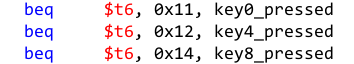 beq $t6, 0x11, key0_pressed
beq $t6, 0x12, key4_pressed
beq $t6, 0x14, key8_pressed